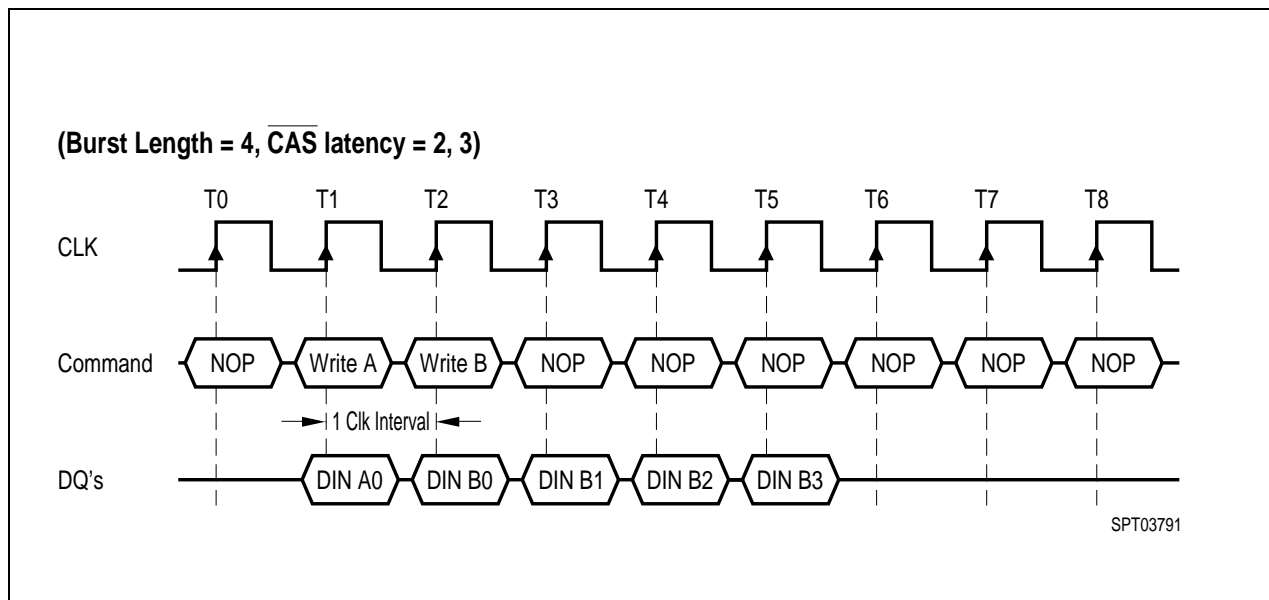 (Burst Length = 4, CAS latency = 2, 3)
T0 T1 T2 T3 T4 T5 T6 T7 T8
CLK
Command NOP Write A Write B NOP NOP NOP NOP NOP NOP
1 Clk Interval
DQ's DIN A0 DIN B0 DIN B1 DIN B2 DIN B3
SPT03791